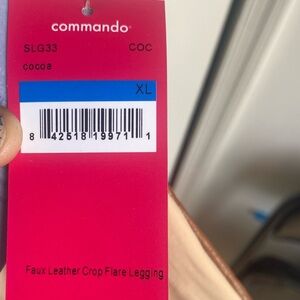 commando®
SLG33 COC
cocoa
XL
8 42518 19971 1
Faux Leather Crop Flare Legging